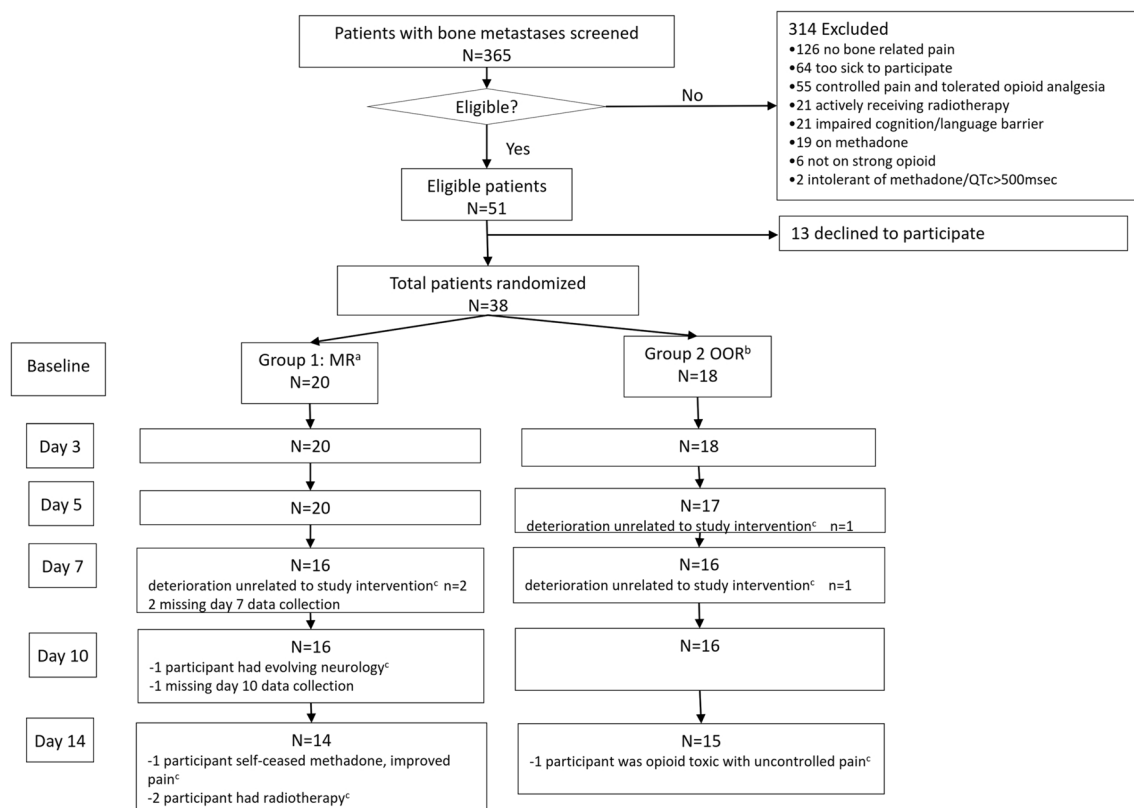 Patients with bone metastases screened
N=365
314 Excluded
•126 no bone related pain
•64 too sick to participate
•55 controlled pain and tolerated opioid analgesia
•21 actively receiving radiotherapy
•21 impaired cognition/language barrier
•19 on methadone
•6 not on strong opioid
•2 intolerant of methadone/QTc>500msec
Eligible?
No
Yes
Eligible patients
N=51
13 declined to participate
Total patients randomized
N=38
Baseline
Group 1: MRᵃ
N=20
Group 2 OORᵇ
N=18
Day 3
N=20
N=18
Day 5
N=20
N=17
deterioration unrelated to study interventionᶜ n=1
Day 7
N=16
deterioration unrelated to study interventionᶜ n=2
2 missing day 7 data collection
N=16
deterioration unrelated to study interventionᶜ n=1
Day 10
N=16
-1 participant had evolving neurologyᶜ
-1 missing day 10 data collection
N=16
Day 14
N=14
-1 participant self-ceased methadone, improved
painᶜ
-2 participant had radiotherapyᶜ
N=15
-1 participant was opioid toxic with uncontrolled painᶜ